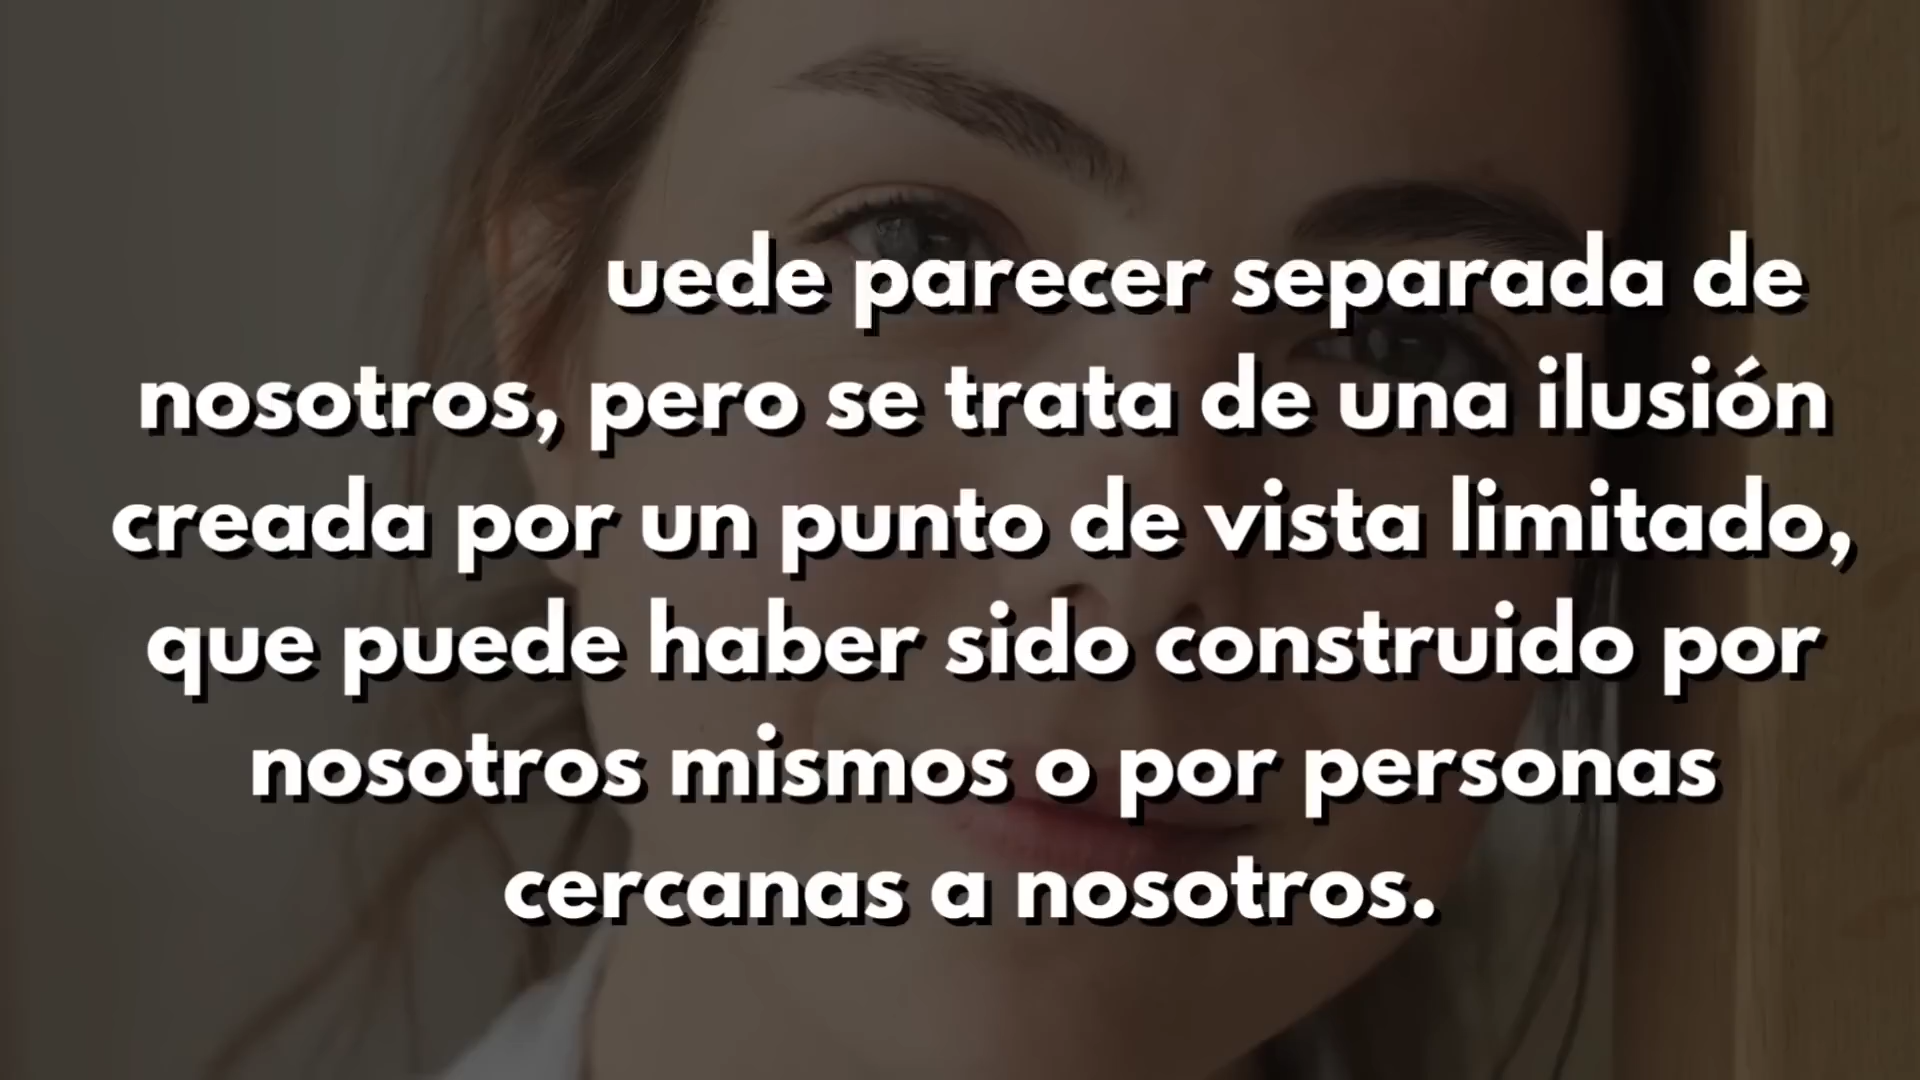 uede parecer separada de
nosotros, pero se trata de una ilusión
creada por un punto de vista limitado,
que puede haber sido construido por
nosotros mismos o por personas
cercanas a nosotros.